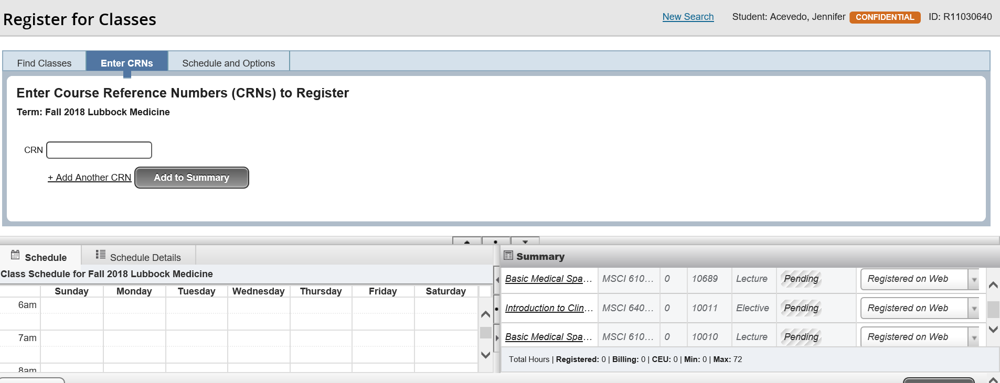 Register for Classes
New Search Student: Acevedo, Jennifer CONFIDENTIAL ID: R11030640
Find Classes Enter CRNs Schedule and Options
Enter Course Reference Numbers (CRNs) to Register
Term: Fall 2018 Lubbock Medicine
CRN
+ Add Another CRN Add to Summary
Schedule Schedule Details
Class Schedule for Fall 2018 Lubbock Medicine
Sunday Monday Tuesday Wednesday Thursday Friday Saturday
6am
7am
8am
Summary
Basic Medical Spa... MSCI 610... 0 10689 Lecture Pending Registered on Web
Introduction to Clin... MSCI 640... 0 10011 Elective Pending Registered on Web
Basic Medical Spa... MSCI 610... 0 10010 Lecture Pending Registered on Web
Total Hours | Registered: 0 | Billing: 0 | CEU: 0 | Min: 0 | Max: 72